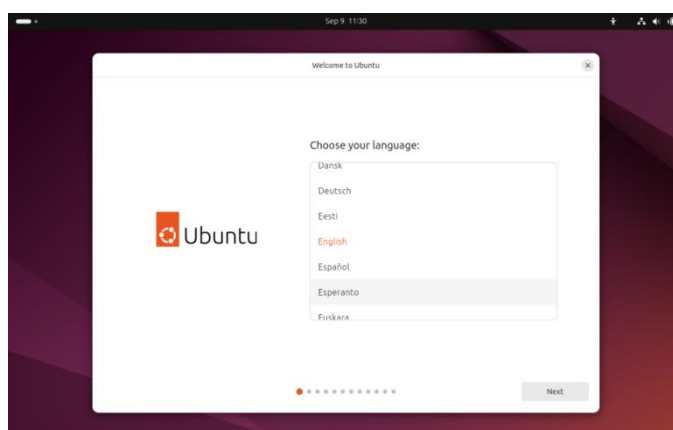 Sep 9 11:30
Welcome to Ubuntu
Choose your language:
Dansk
Deutsch
Eesti
English
Español
Esperanto
Euskara
Ubuntu
Next